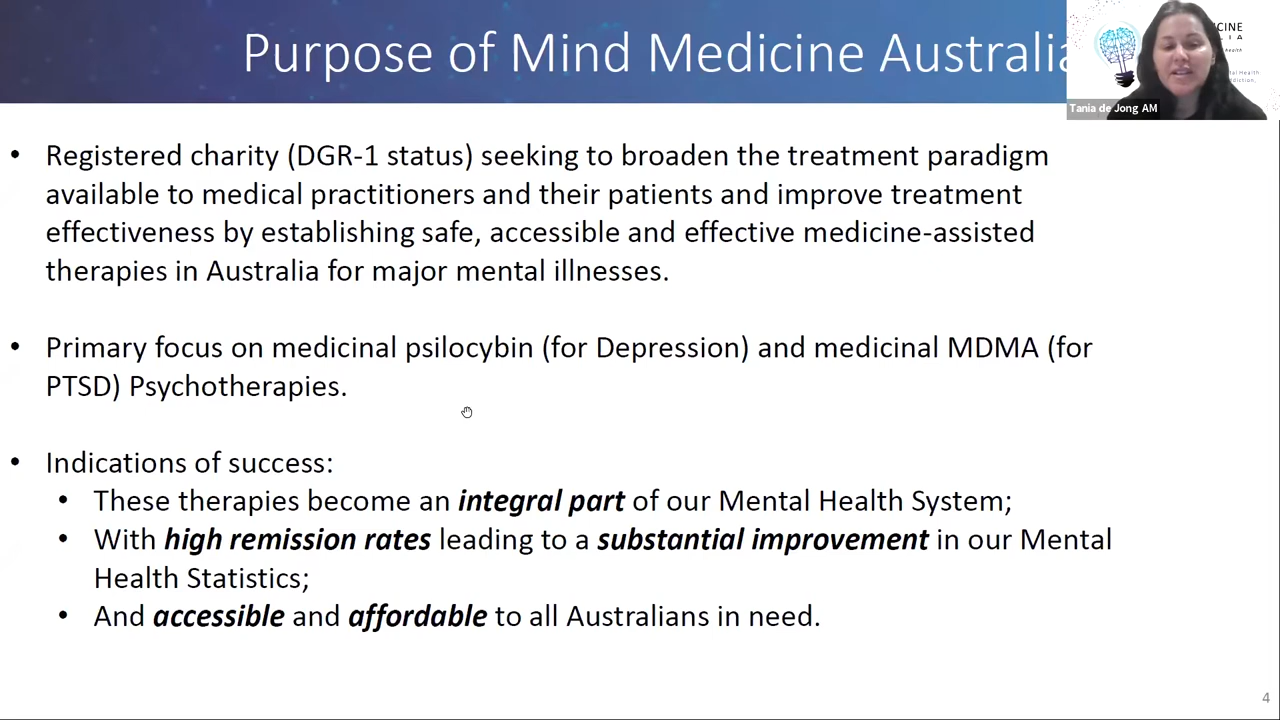 Purpose of Mind Medicine Australia
CINE
L I A
Tania de Jong AM
• Registered charity (DGR-1 status) seeking to broaden the treatment paradigm
available to medical practitioners and their patients and improve treatment
effectiveness by establishing safe, accessible and effective medicine-assisted
therapies in Australia for major mental illnesses.
• Primary focus on medicinal psilocybin (for Depression) and medicinal MDMA (for
PTSD) Psychotherapies.
• Indications of success:
• These therapies become an integral part of our Mental Health System;
• With high remission rates leading to a substantial improvement in our Mental
Health Statistics;
• And accessible and affordable to all Australians in need.
4